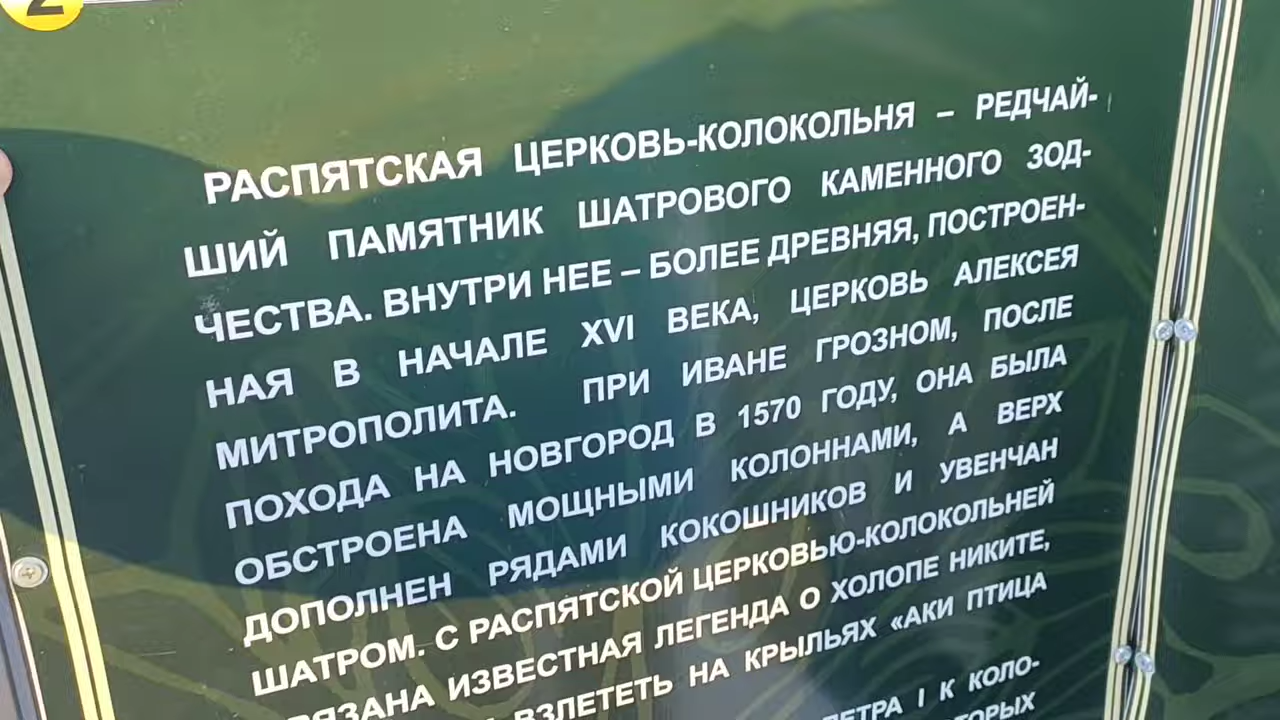 2
РАСПЯТСКАЯ ЦЕРКОВЬ-КОЛОКОЛЬНЯ – РЕДЧАЙ-
ШИЙ ПАМЯТНИК ШАТРОВОГО КАМЕННОГО ЗОД-
ЧЕСТВА. ВНУТРИ НЕЕ – БОЛЕЕ ДРЕВНЯЯ, ПОСТРОЕН-
НАЯ В НАЧАЛЕ XVI ВЕКА, ЦЕРКОВЬ АЛЕКСЕЯ
МИТРОПОЛИТА. ПРИ ИВАНЕ ГРОЗНОМ, ПОСЛЕ
ПОХОДА НА НОВГОРОД В 1570 ГОДУ, ОНА БЫЛА
ОБСТРОЕНА МОЩНЫМИ КОЛОННАМИ, А ВЕРХ
ДОПОЛНЕН РЯДАМИ КОКОШНИКОВ И УВЕНЧАН
ШАТРОМ. С РАСПЯТСКОЙ ЦЕРКОВЬЮ-КОЛОКОЛЬНЕЙ
ИЗВЕСТНАЯ ЛЕГЕНДА О ХОЛОПЕ НИКИТЕ,
ВЗЛЕТЕТЬ НА КРЫЛЬЯХ «АКИ ПТИЦА
ПЕТРА I К КОЛО-